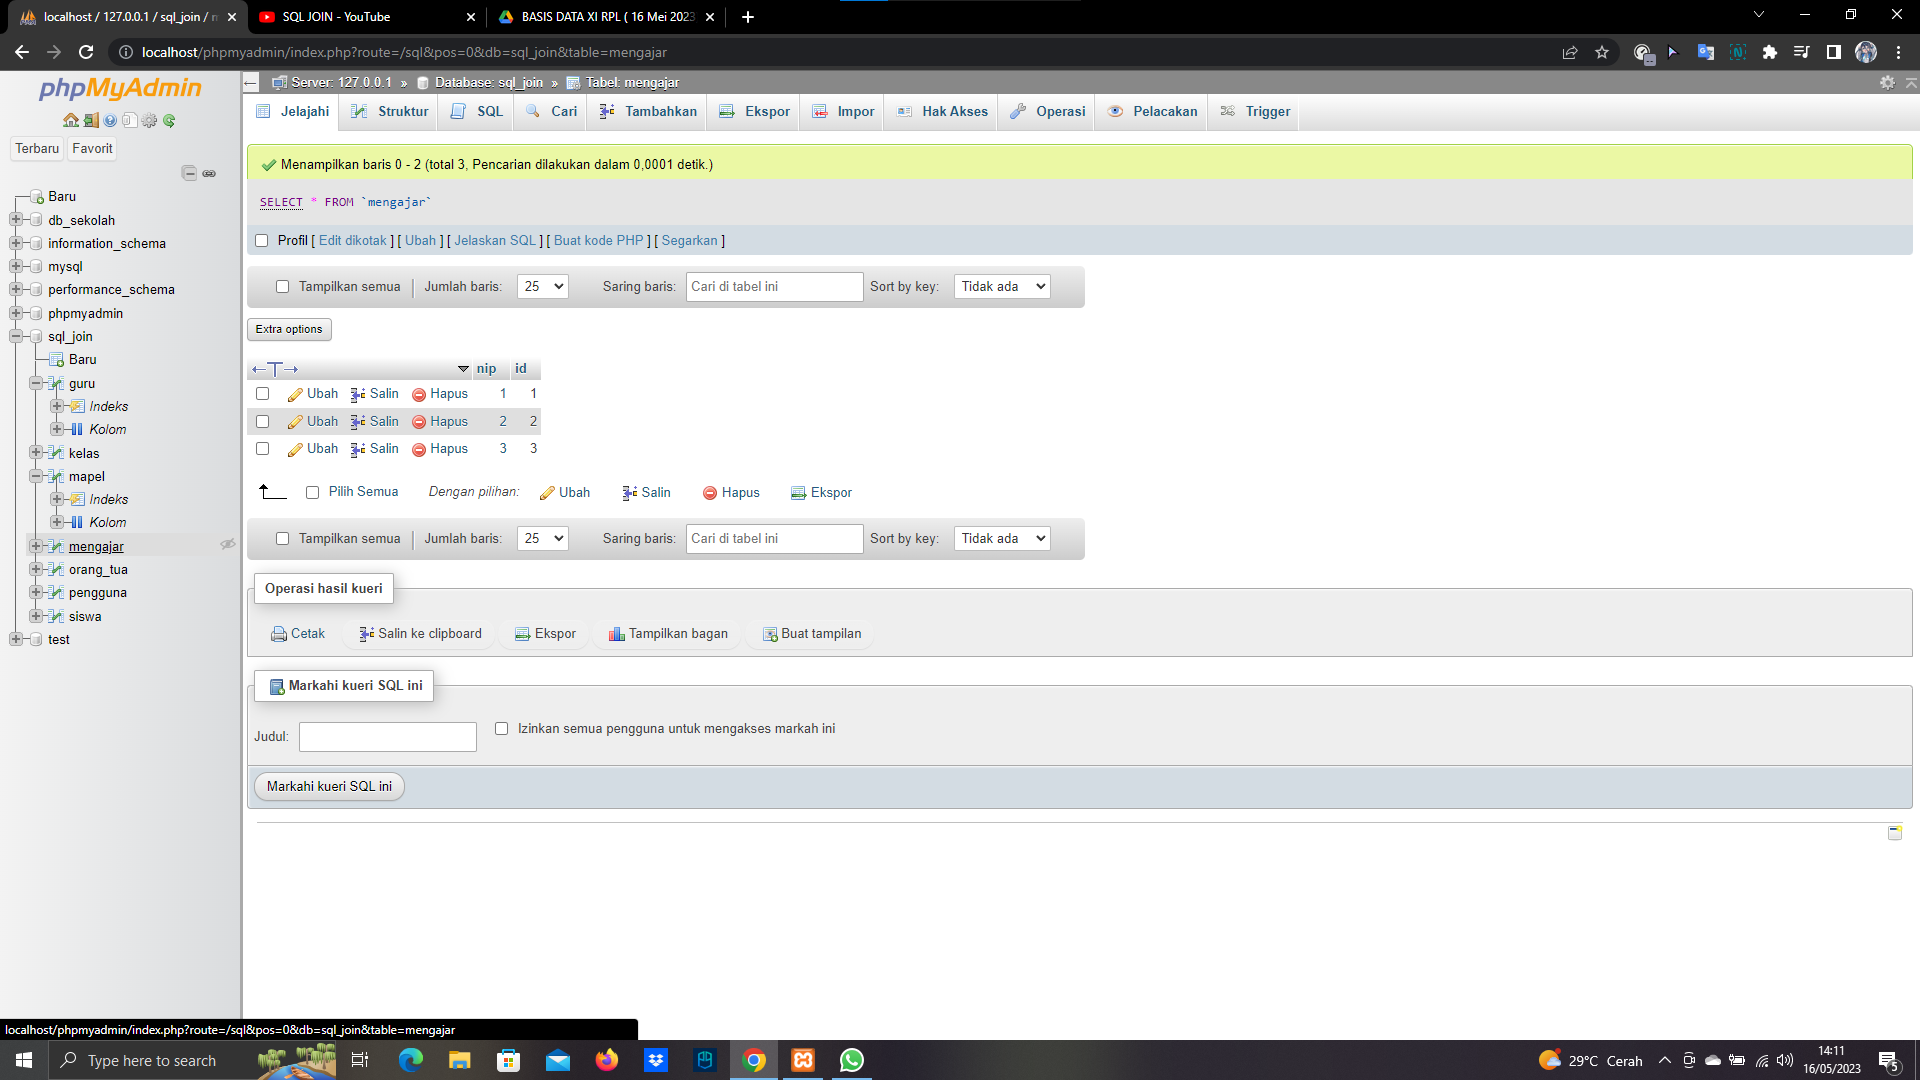 localhost / 127.0.0.1 / sql_join / m
SQL JOIN - YouTube
BASIS DATA XI RPL ( 16 Mei 2023
localhost/phpmyadmin/index.php?route=/sql&pos=0&db=sql_join&table=mengajar
phpMyAdmin
Terbaru
Favorit
Baru
db_sekolah
information_schema
mysql
performance_schema
phpmyadmin
sql_join
Baru
guru
Indeks
Kolom
kelas
mapel
Indeks
Kolom
mengajar
orang_tua
pengguna
siswa
test
Server: 127.0.0.1 » Database: sql_join » Tabel: mengajar
Jelajahi Struktur SQL Cari Tambahkan Ekspor Impor Hak Akses Operasi Pelacakan Trigger
Menampilkan baris 0 - 2 (total 3, Pencarian dilakukan dalam 0,0001 detik.)
SELECT * FROM `mengajar`
Profil [ Edit dikotak ] [ Ubah ] [ Jelaskan SQL ] [ Buat kode PHP ] [ Segarkan ]
Tampilkan semua Jumlah baris: 25 Saring baris: Cari di tabel ini Sort by key: Tidak ada
Extra options
nip id
Ubah Salin Hapus 1 1
Ubah Salin Hapus 2 2
Ubah Salin Hapus 3 3
Pilih Semua Dengan pilihan: Ubah Salin Hapus Ekspor
Tampilkan semua Jumlah baris: 25 Saring baris: Cari di tabel ini Sort by key: Tidak ada
Operasi hasil kueri
Cetak Salin ke clipboard Ekspor Tampilkan bagan Buat tampilan
Markahi kueri SQL ini
Judul:
Izinkan semua pengguna untuk mengakses markah ini
Markahi kueri SQL ini
localhost/phpmyadmin/index.php?route=/sql&pos=0&db=sql_join&table=mengajar
Type here to search
29°C Cerah
14:11
16/05/2023
5